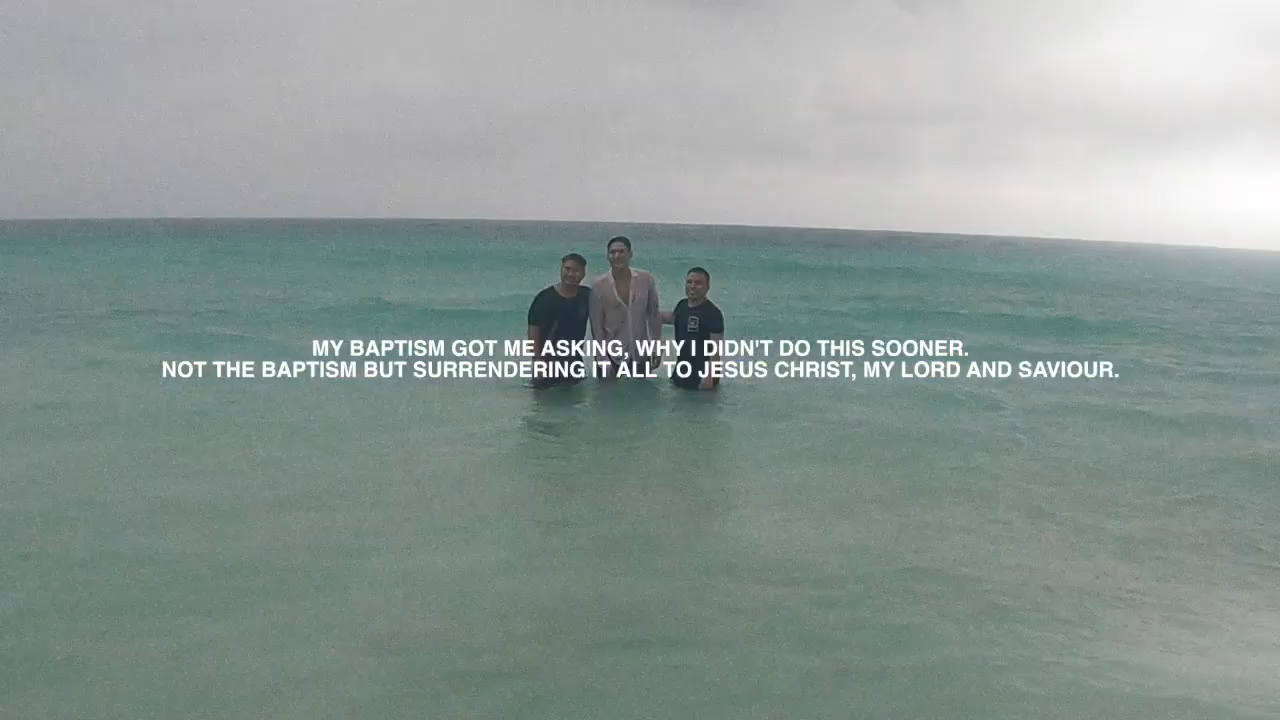 MY BAPTISM GOT ME ASKING, WHY I DIDN'T DO THIS SOONER.
NOT THE BAPTISM BUT SURRENDERING IT ALL TO JESUS CHRIST, MY LORD AND SAVIOUR.